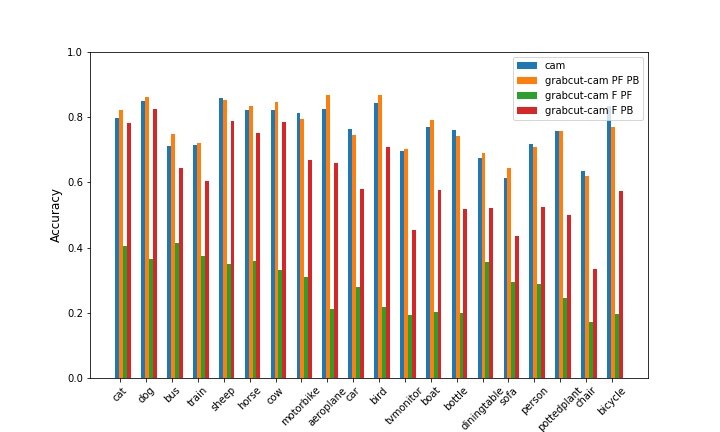 1.0
0.8
0.6
0.4
0.2
0.0
Accuracy
cam
grabcut-cam PF PB
grabcut-cam F PF
grabcut-cam F PB
cat
dog
bus
train
sheep
horse
cow
motorbike
aeroplane
car
bird
tvmonitor
boat
bottle
diningtable
sofa
person
pottedplant
chair
bicycle